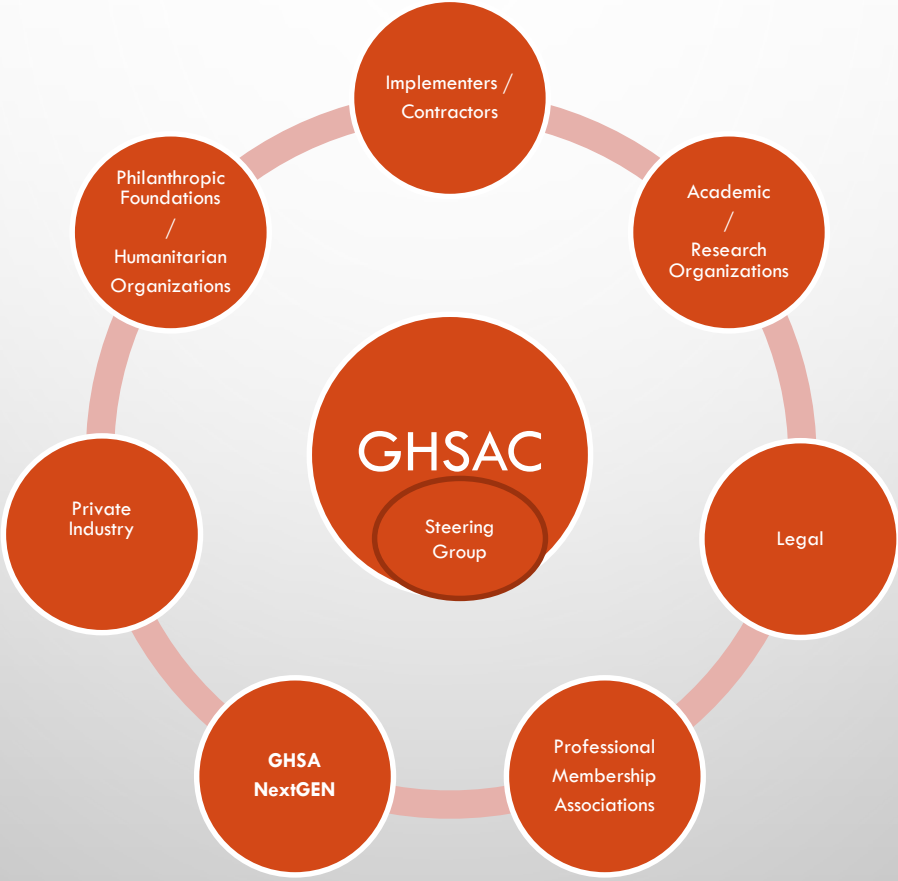 Implementers /
Contractors
Philanthropic
Foundations
/
Humanitarian
Organizations
Academic
/
Research
Organizations
GHSAC
Steering
Group
Private
Industry
Legal
GHSA
NextGEN
Professional
Membership
Associations